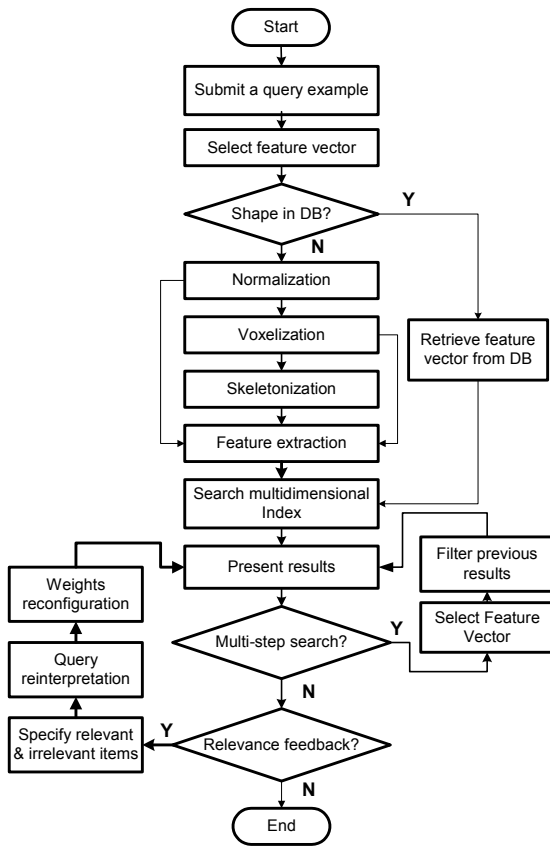 Start
Submit a query example
Select feature vector
Shape in DB?
Y
N
Normalization
Voxelization
Retrieve feature
vector from DB
Skeletonization
Feature extraction
Search multidimensional
Index
Present results
Filter previous
results
Weights
reconfiguration
Multi-step search?
Y
Select Feature
Vector
Query
reinterpretation
N
Specify relevant
& irrelevant items
Y
Relevance feedback?
N
End